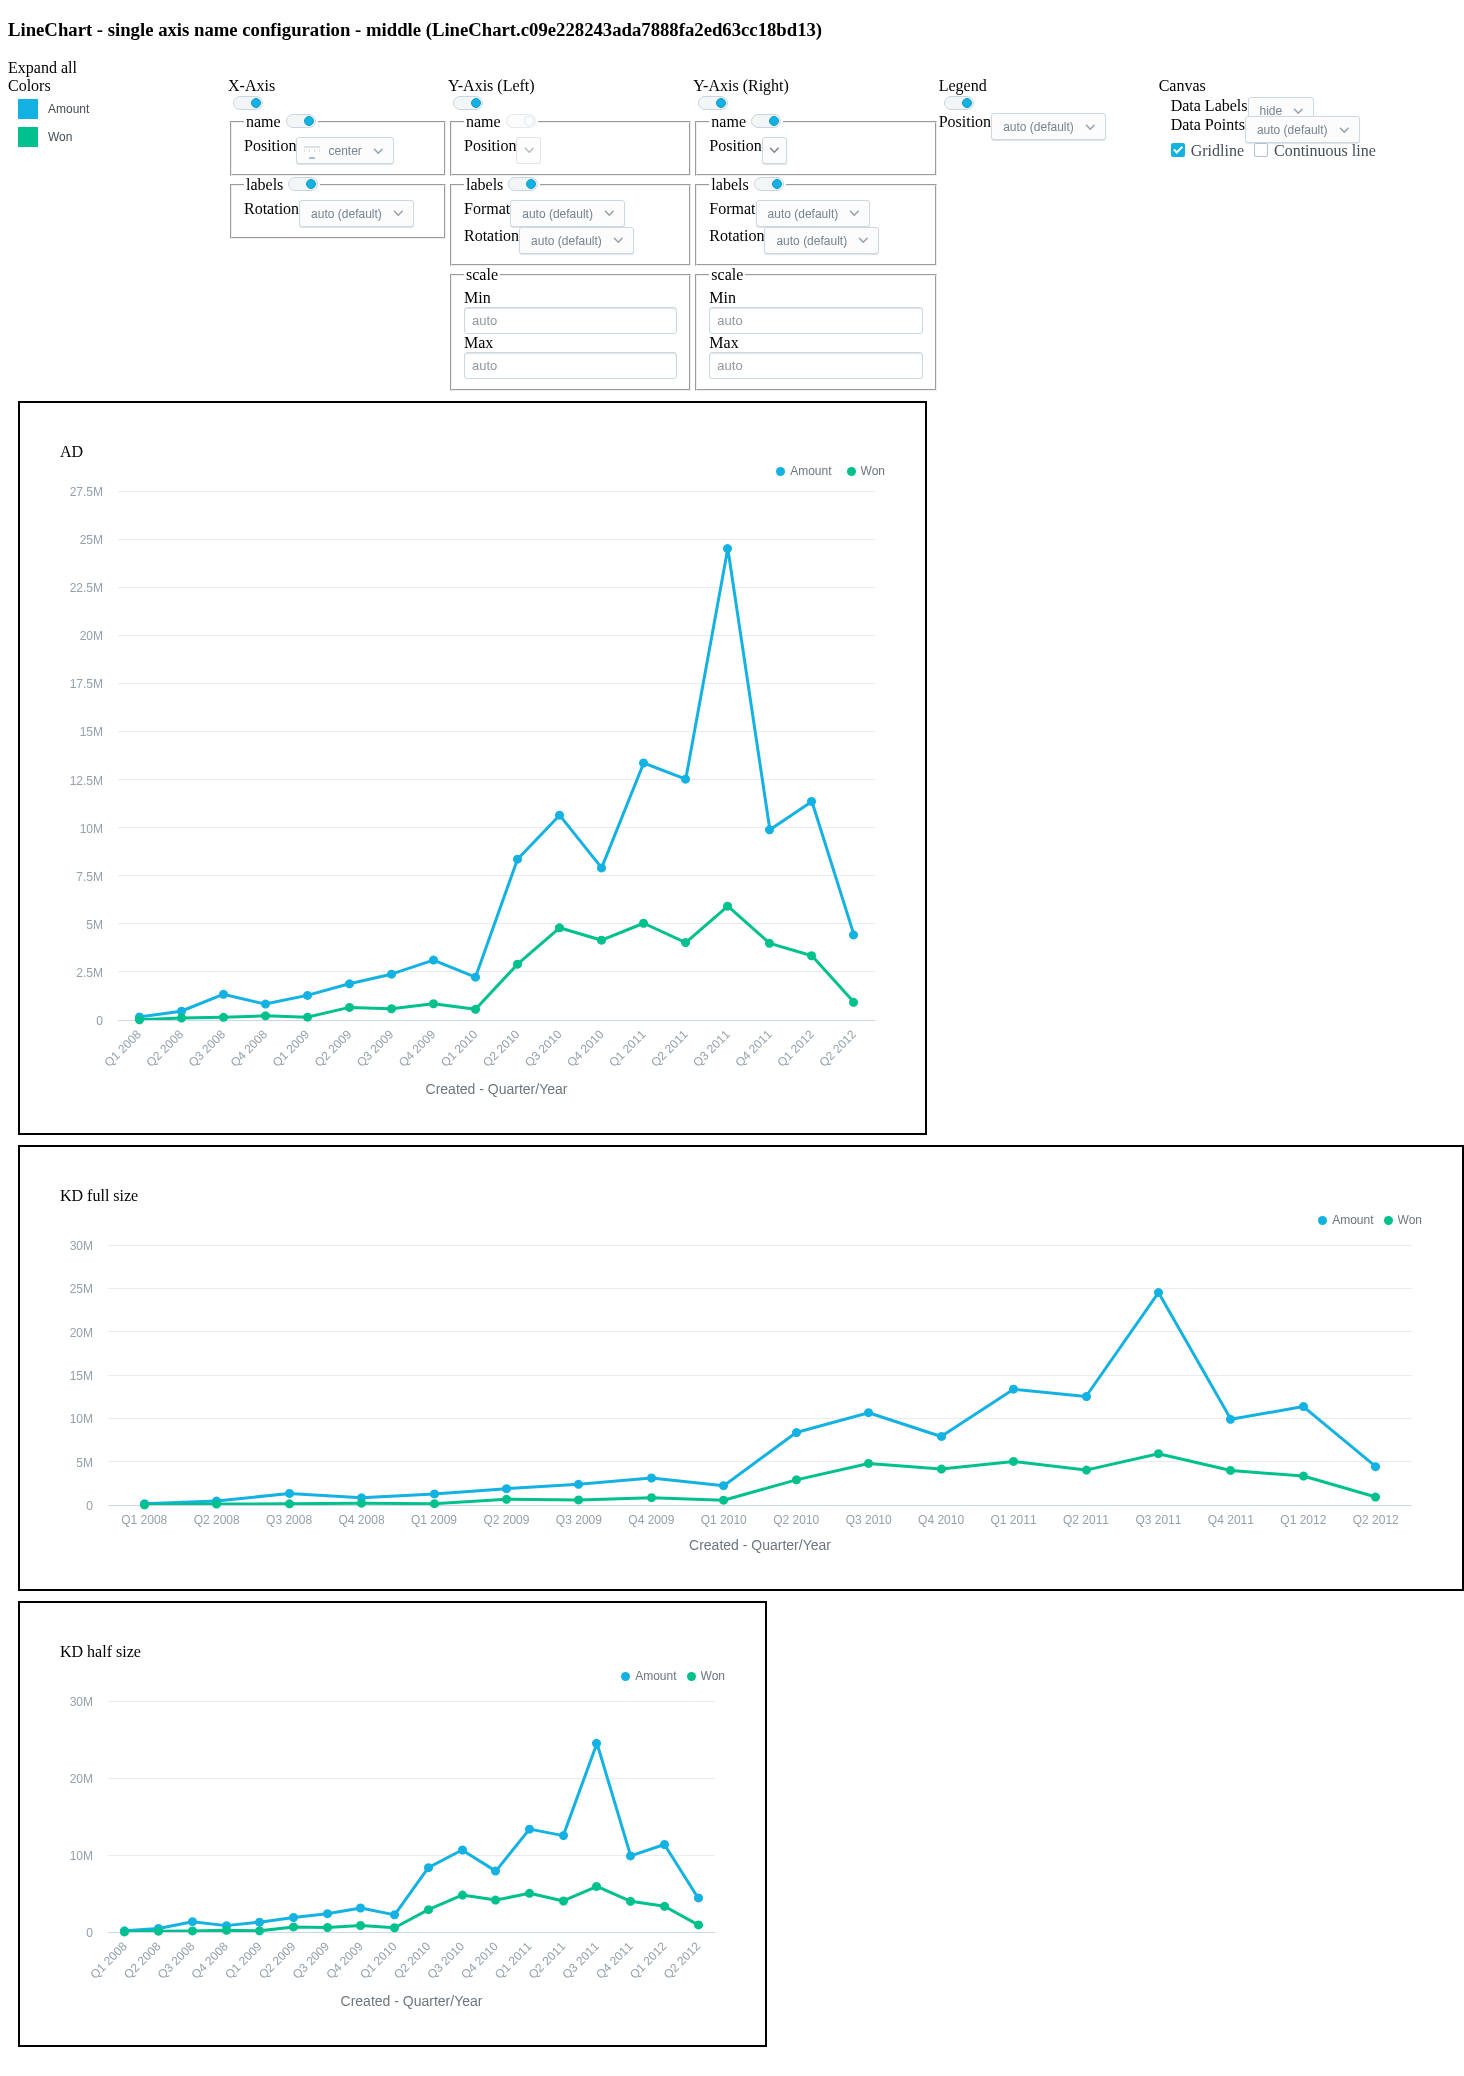 LineChart - single axis name configuration - middle (LineChart.c09e228243ada7888fa2ed63cc18bd13)
Expand all
Colors
Amount
Won
X-Axis
name
Position center
labels
Rotation auto (default)
Y-Axis (Left)
name
Position
labels
Format auto (default)
Rotation auto (default)
scale
Min
auto
Max
auto
Y-Axis (Right)
name
Position
labels
Format auto (default)
Rotation auto (default)
scale
Min
auto
Max
auto
Legend
Position auto (default)
Canvas
Data Labels hide
Data Points auto (default)
Gridline Continuous line
AD
Amount Won
27.5M
25M
22.5M
20M
17.5M
15M
12.5M
10M
7.5M
5M
2.5M
0
Q1 2008 Q2 2008 Q3 2008 Q4 2008 Q1 2009 Q2 2009 Q3 2009 Q4 2009 Q1 2010 Q2 2010 Q3 2010 Q4 2010 Q1 2011 Q2 2011 Q3 2011 Q4 2011 Q1 2012 Q2 2012
Created - Quarter/Year
KD full size
Amount Won
30M
25M
20M
15M
10M
5M
0
Q1 2008 Q2 2008 Q3 2008 Q4 2008 Q1 2009 Q2 2009 Q3 2009 Q4 2009 Q1 2010 Q2 2010 Q3 2010 Q4 2010 Q1 2011 Q2 2011 Q3 2011 Q4 2011 Q1 2012 Q2 2012
Created - Quarter/Year
KD half size
Amount Won
30M
20M
10M
0
Q1 2008 Q2 2008 Q3 2008 Q4 2008 Q1 2009 Q2 2009 Q3 2009 Q4 2009 Q1 2010 Q2 2010 Q3 2010 Q4 2010 Q1 2011 Q2 2011 Q3 2011 Q4 2011 Q1 2012 Q2 2012
Created - Quarter/Year